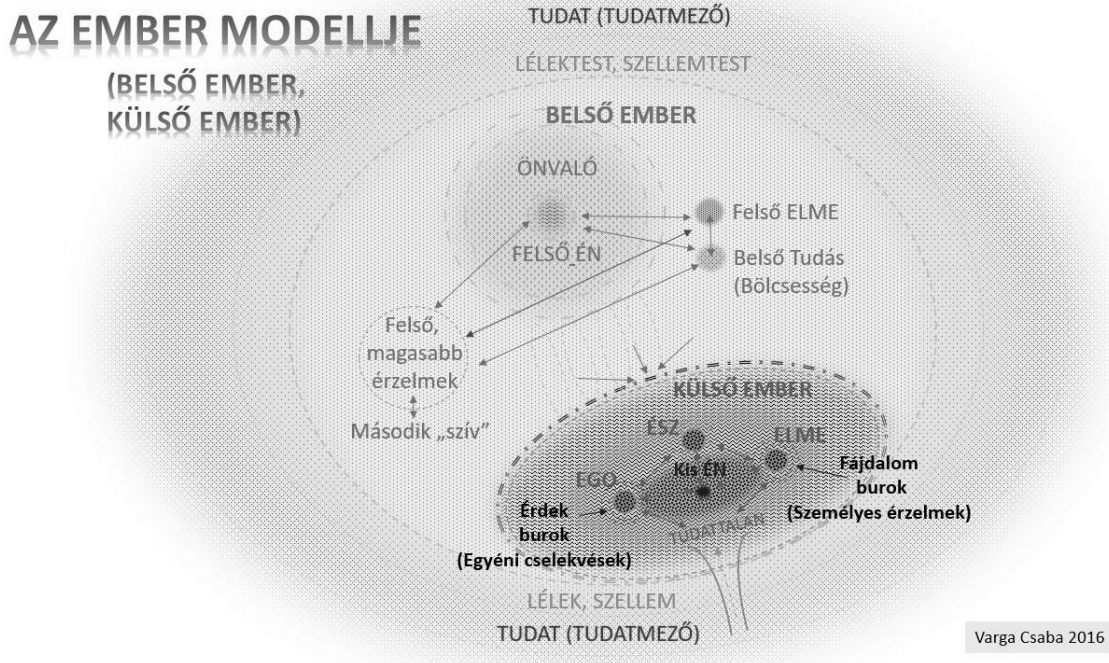 AZ EMBER MODELLJE
(BELSŐ EMBER,
KÜLSŐ EMBER)
TUDAT (TUDATMEZŐ)
LÉLEKTEST, SZELLEMTEST
BELSŐ EMBER
ÖNVALÓ
FELSŐ_ÉN
Felső ELME
Belső Tudás
(Bölcsesség)
Felső,
magasabb
érzelmek
Második „szív”
KÜLSŐ EMBER
ÉSZ
ELME
Kis ÉN
EGO
Fájdalom
burok
(Személyes érzelmek)
Érdek
burok
(Egyéni cselekvések)
TUDATTALAN
LÉLEK, SZELLEM
TUDAT (TUDATMEZŐ)
Varga Csaba 2016